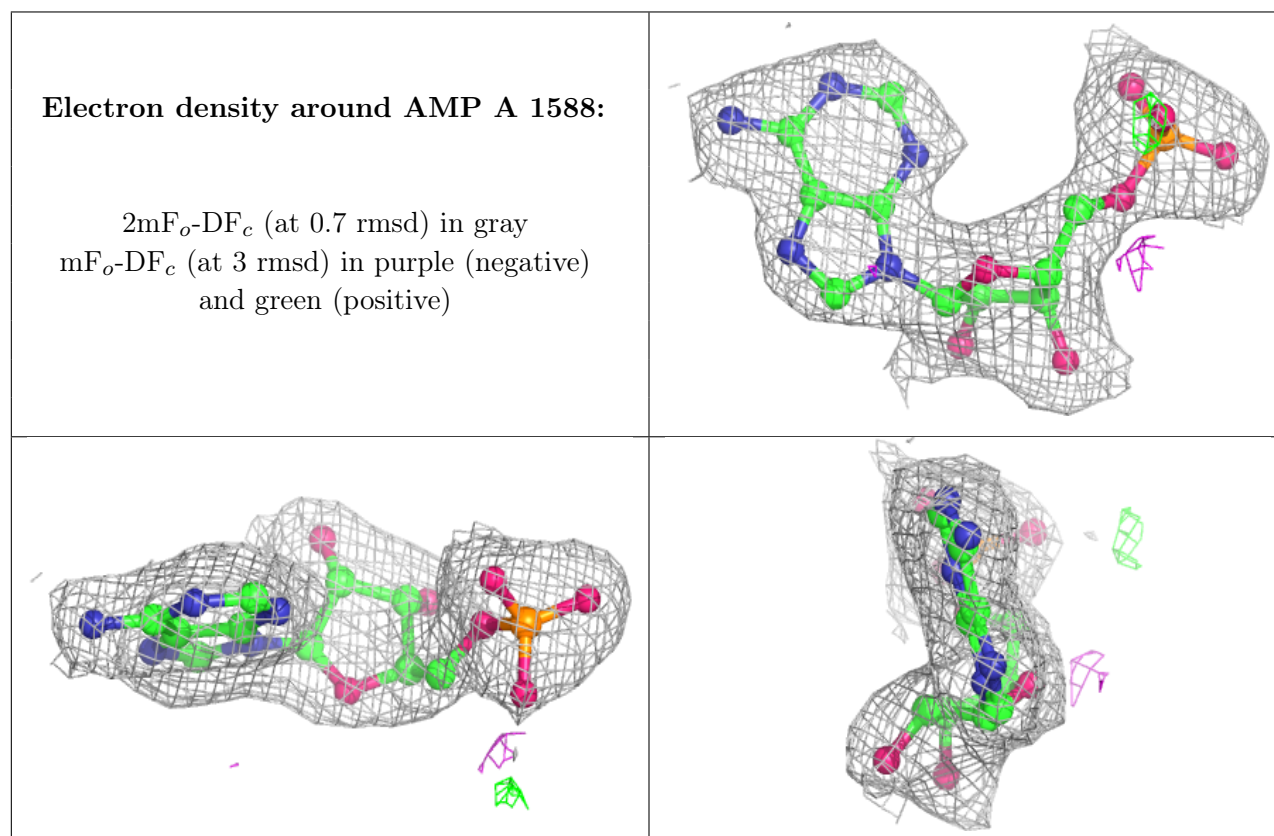 Electron density around AMP A 1588:
2mFo-DFc (at 0.7 rmsd) in gray
mFo-DFc (at 3 rmsd) in purple (negative)
and green (positive)